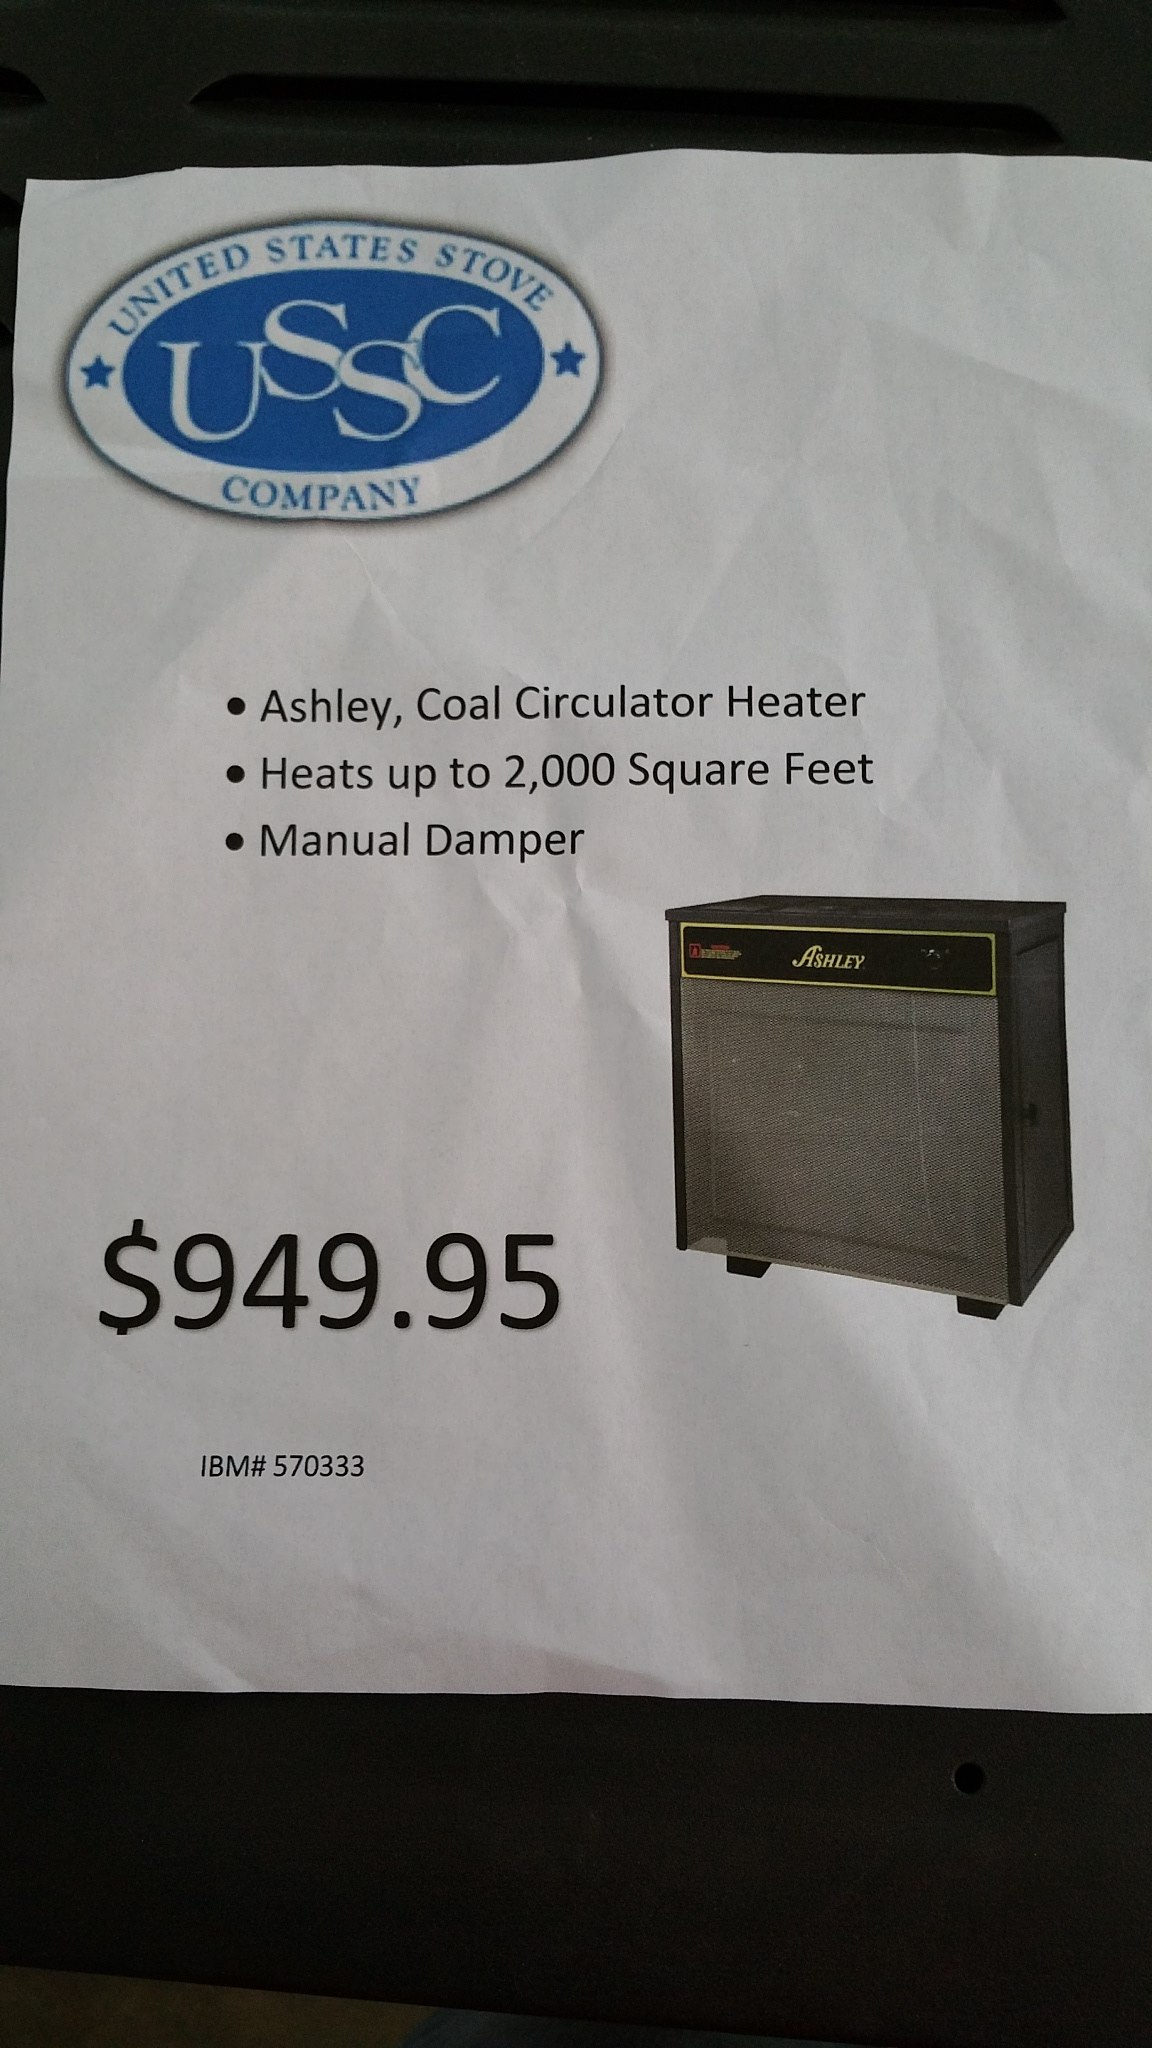 UNITED STATES STOVE
USSC
COMPANY
• Ashley, Coal Circulator Heater
• Heats up to 2,000 Square Feet
• Manual Damper
ASHLEY
$949.95
IBM# 570333